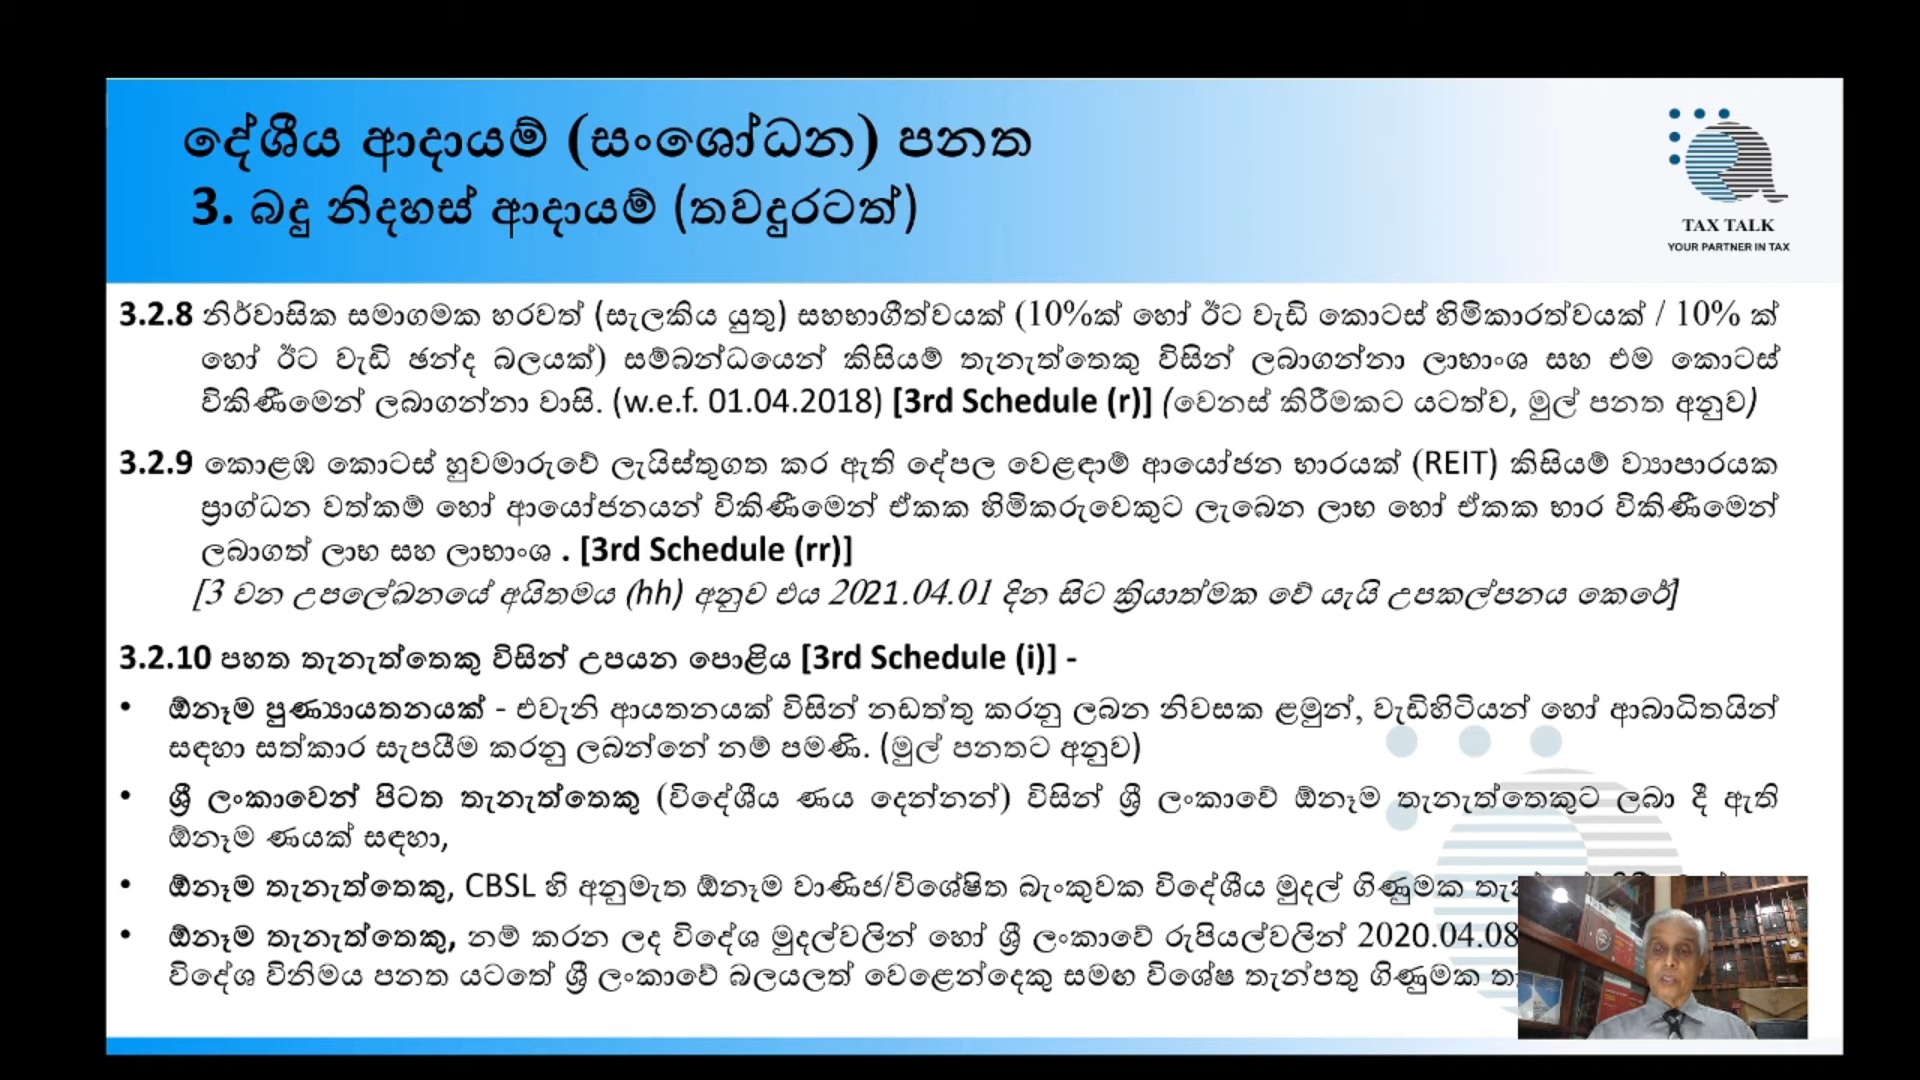 දේශීය ආදායම් (සංශෝධන) පනත
3. බදු නිදහස් ආදායම් (තවදුරටත්)
TAX TALK
YOUR PARTNER IN TAX
3.2.8 නිර්වාසික සමාගමක හරවත් (සැලකිය යුතු) සහභාගීත්වයක් (10%ක් හෝ ඊට වැඩි කොටස් හිමිකාරත්වයක් / 10% ක්
හෝ ඊට වැඩි ඡන්ද බලයක්) සම්බන්ධයෙන් කිසියම් තැනැත්තෙකු විසින් ලබාගන්නා ලාභාංශ සහ එම කොටස්
විකිණීමෙන් ලබාගන්නා වාසි. (w.e.f. 01.04.2018) [3rd Schedule (r)] (වෙනස් කිරීමකට යටත්ව, මුල් පනත අනුව)
3.2.9 කොළඹ කොටස් හුවමාරුවේ ලැයිස්තුගත කර ඇති දේපල වෙළඳාම් ආයෝජන භාරයක් (REIT) කිසියම් ව්‍යාපාරයක
ප්‍රාග්ධන වත්කම් හෝ ආයෝජනයන් විකිණීමෙන් ඒකක හිමිකරුවෙකුට ලැබෙන ලාභ හෝ ඒකක භාර විකිණීමෙන්
ලබාගත් ලාභ සහ ලාභාංශ . [3rd Schedule (rr)]
[3 වන උපලේඛනයේ අයිතමය (hh) අනුව එය 2021.04.01 දින සිට ක්‍රියාත්මක වේ යැයි උපකල්පනය කෙරේ]
3.2.10 පහත තැනැත්තෙකු විසින් උපයන පොළිය [3rd Schedule (i)] -
• ඕනෑම පුණ්‍යායතනයක් - එවැනි ආයතනයක් විසින් නඩත්තු කරනු ලබන නිවසක ළමුන්, වැඩිහිටියන් හෝ ආබාධිතයින්
සඳහා සත්කාර සැපයීම කරනු ලබන්නේ නම් පමණි. (මුල් පනතට අනුව)
• ශ්‍රී ලංකාවෙන් පිටත තැනැත්තෙකු (විදේශීය ණය දෙන්නන්) විසින් ශ්‍රී ලංකාවේ ඕනෑම තැනැත්තෙකුට ලබා දී ඇති
ඕනෑම ණයක් සඳහා,
• ඕනෑම තැනැත්තෙකු, CBSL හි අනුමැත ඕනෑම වාණිජ/විශේෂිත බැංකුවක විදේශීය මුදල් ගිණුමක
• ඕනෑම තැනැත්තෙකු, නම් කරන ලද විදේශ මුදල්වලින් හෝ ශ්‍රී ලංකාවේ රුපියල්වලින් 2020.04.08
විදේශ විනිමය පනත යටතේ ශ්‍රී ලංකාවේ බලයලත් වෙළෙන්දෙකු සමඟ විශේෂ තැන්පතු ගිණුමක